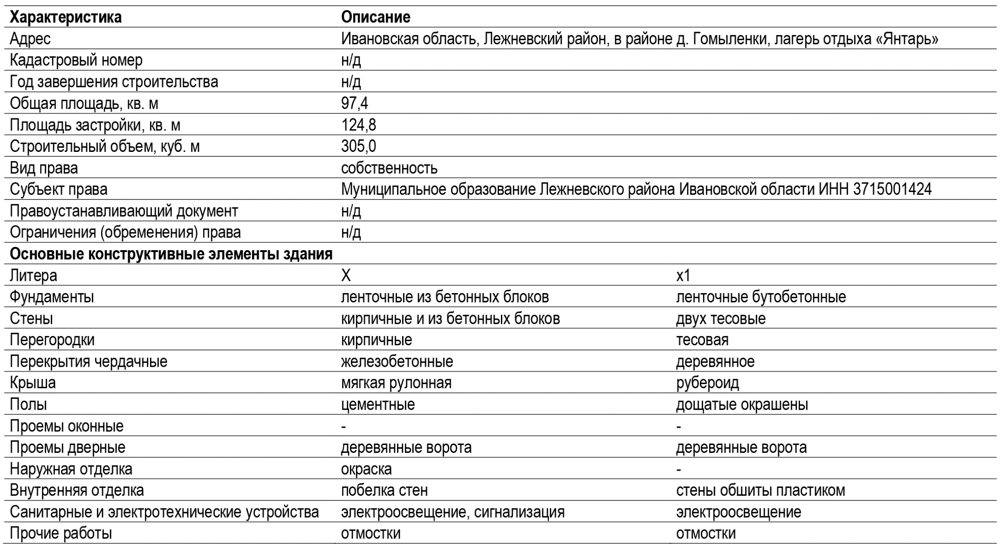 Характеристика Описание
Адрес Ивановская область, Лежневский район, в районе д. Гомыленки, лагерь отдыха «Янтарь»
Кадастровый номер н/д
Год завершения строительства н/д
Общая площадь, кв. м 97,4
Площадь застройки, кв. м 124,8
Строительный объем, куб. м 305,0
Вид права собственность
Субъект права Муниципальное образование Лежневского района Ивановской области ИНН 3715001424
Правоустанавливающий документ н/д
Ограничения (обременения) права н/д
Основные конструктивные элементы здания
Литера Х х1
Фундаменты ленточные из бетонных блоков ленточные бутобетонные
Стены кирпичные и из бетонных блоков двух тесовые
Перегородки кирпичные тесовая
Перекрытия чердачные железобетонные деревянное
Крыша мягкая рулонная рубероид
Полы цементные дощатые окрашены
Проемы оконные - -
Проемы дверные деревянные ворота деревянные ворота
Наружная отделка окраска -
Внутренняя отделка побелка стен стены обшиты пластиком
Санитарные и электротехнические устройства электроосвещение, сигнализация электроосвещение
Прочие работы отмостки отмостки